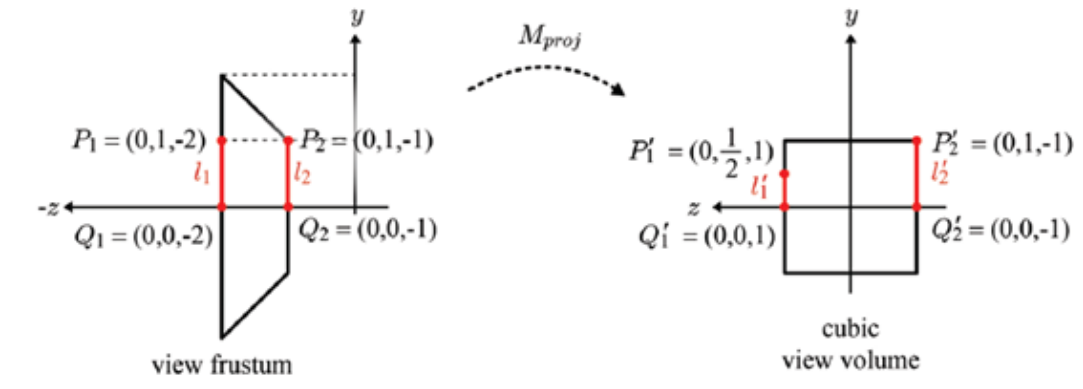 y
y
M_proj
P₁ = (0,1,-2)
P₂ = (0,1,-1)
l₁
l₂
-z
Q₁ = (0,0,-2)
Q₂ = (0,0,-1)
view frustum
P′₁ = (0,1/2,1)
P′₂ = (0,1,-1)
l′₁
l′₂
z
Q′₁ = (0,0,1)
Q′₂ = (0,0,-1)
cubic
view volume